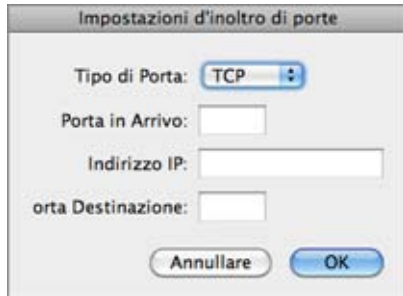 Impostazioni d'inoltro di porte
Tipo di Porta: TCP
Porta in Arrivo:
Indirizzo IP:
orta Destinazione:
Annullare OK